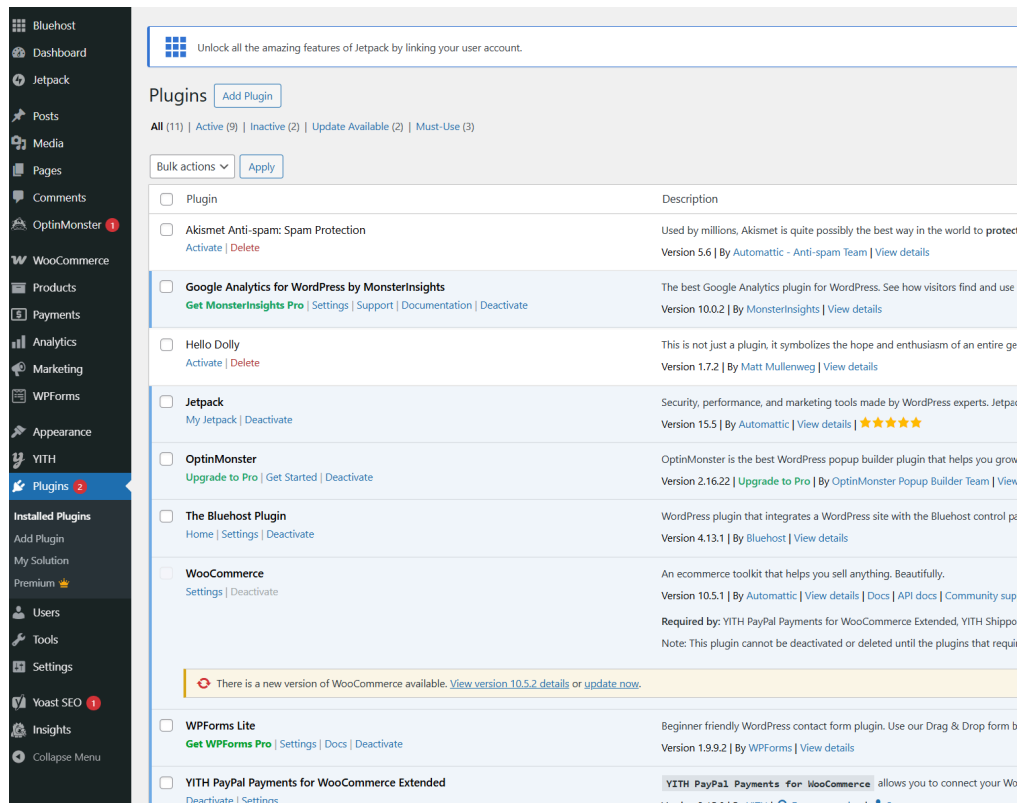 Bluehost
Dashboard
Jetpack
Posts
Media
Pages
Comments
OptinMonster 1
WooCommerce
Products
Payments
Analytics
Marketing
WPForms
Appearance
YITH
Plugins 2
Installed Plugins
Add Plugin
My Solution
Premium
Users
Tools
Settings
Yoast SEO 1
Insights
Collapse Menu
Unlock all the amazing features of Jetpack by linking your user account.
Plugins Add Plugin
All (11) | Active (9) | Inactive (2) | Update Available (2) | Must-Use (3)
Bulk actions Apply
Plugin Description
Akismet Anti-spam: Spam Protection
Activate | Delete
Used by millions, Akismet is quite possibly the best way in the world to protect
Version 5.6 | By Automattic - Anti-spam Team | View details
Google Analytics for WordPress by MonsterInsights
Get MonsterInsights Pro | Settings | Support | Documentation | Deactivate
The best Google Analytics plugin for WordPress. See how visitors find and use
Version 10.0.2 | By MonsterInsights | View details
Hello Dolly
Activate | Delete
This is not just a plugin, it symbolizes the hope and enthusiasm of an entire ge
Version 1.7.2 | By Matt Mullenweg | View details
Jetpack
My Jetpack | Deactivate
Security, performance, and marketing tools made by WordPress experts. Jetpac
Version 15.5 | By Automattic | View details |
OptinMonster
Upgrade to Pro | Get Started | Deactivate
OptinMonster is the best WordPress popup builder plugin that helps you grow
Version 2.16.22 | Upgrade to Pro | By OptinMonster Popup Builder Team | View
The Bluehost Plugin
Home | Settings | Deactivate
WordPress plugin that integrates a WordPress site with the Bluehost control pa
Version 4.13.1 | By Bluehost | View details
WooCommerce
Settings | Deactivate
An ecommerce toolkit that helps you sell anything. Beautifully.
Version 10.5.1 | By Automattic | View details | Docs | API docs | Community sup
Required by: YITH PayPal Payments for WooCommerce Extended, YITH Shippo
Note: This plugin cannot be deactivated or deleted until the plugins that requi
There is a new version of WooCommerce available. View version 10.5.2 details or update now.
WPForms Lite
Get WPForms Pro | Settings | Docs | Deactivate
Beginner friendly WordPress contact form plugin. Use our Drag & Drop form b
Version 1.9.9.2 | By WPForms | View details
YITH PayPal Payments for WooCommerce Extended
Deactivate | Settings
YITH PayPal Payments for WooCommerce allows you to connect your Wo